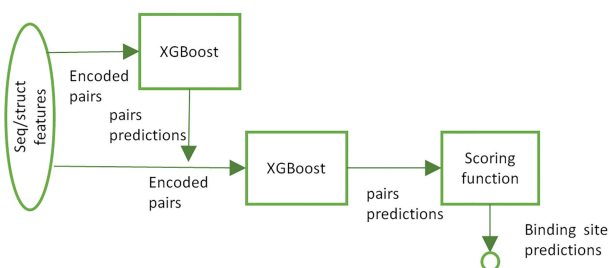 Seq/struct
features
XGBoost
Encoded
pairs
pairs
predictions
Encoded
pairs
XGBoost
pairs
predictions
Scoring
function
Binding site
predictions